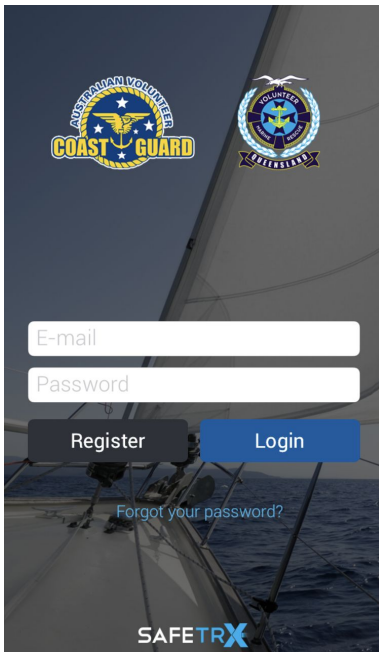 AUSTRALIAN VOLUNTEER
COAST GUARD
VOLUNTEER
MARINE RESCUE
QUEENSLAND
E-mail
Password
Register
Login
Forgot your password?
SAFETRX